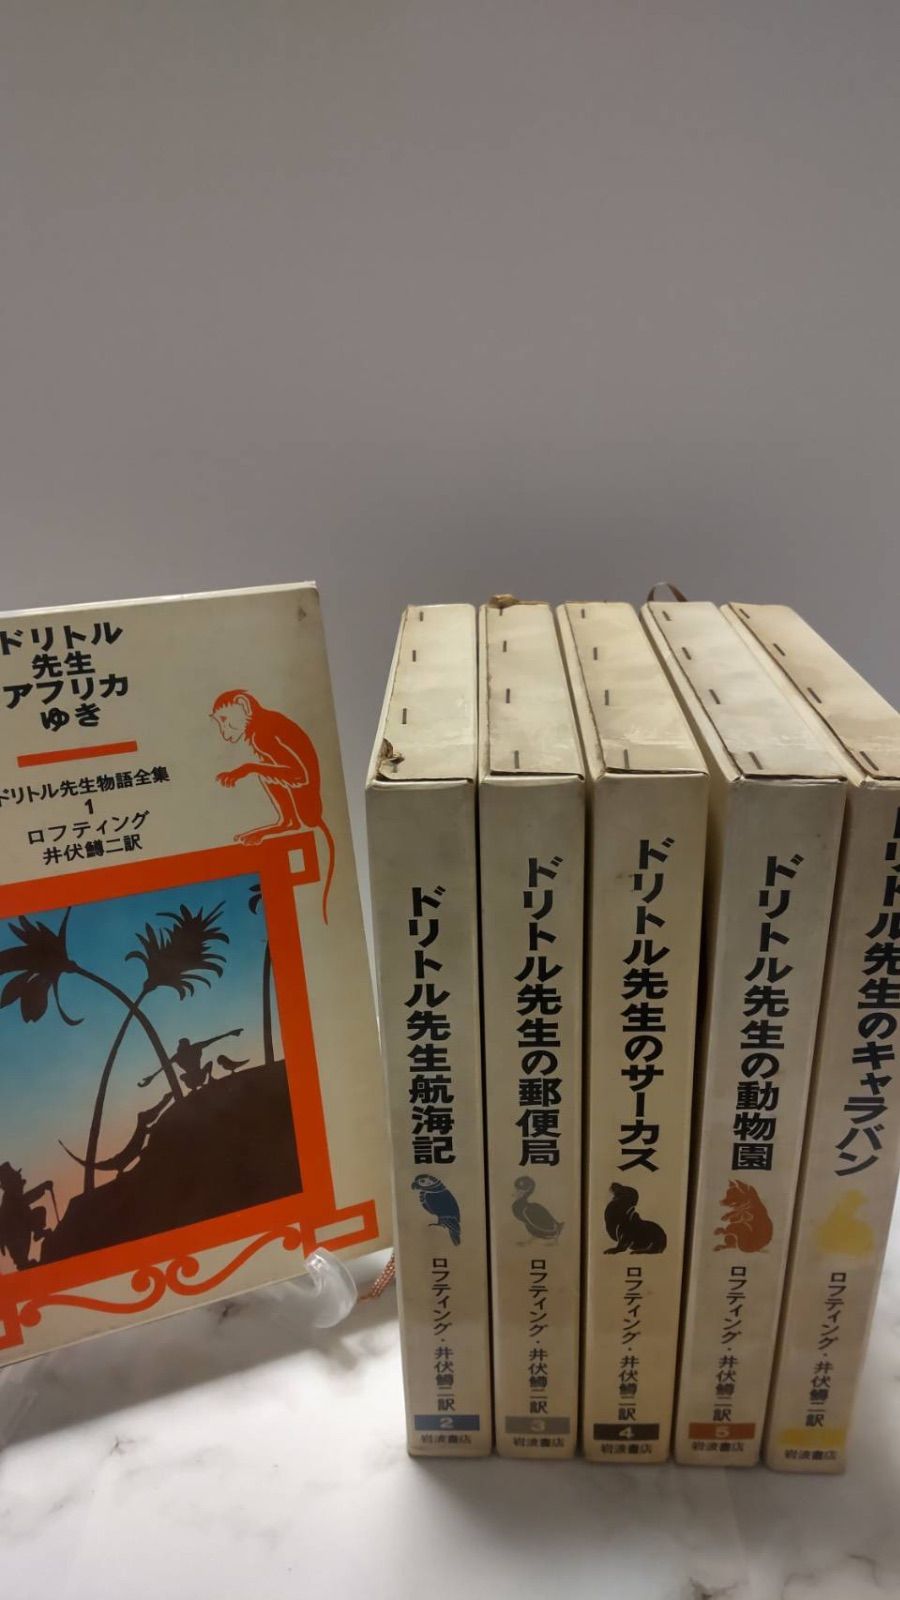 ドリトル
先生
アフリカ
ゆき
ドリトル先生物語全集
1
ロフティング
井伏鱒二訳
ドリトル先生航海記
ロフティング・井伏鱒二訳
2
岩波書店
ドリトル先生の郵便局
ロフティング・井伏鱒二訳
3
岩波書店
ドリトル先生のサーカス
ロフティング・井伏鱒二訳
4
岩波書店
ドリトル先生の動物園
ロフティング・井伏鱒二訳
5
岩波書店
ドリトル先生のキャラバン
ロフティング・井伏鱒二訳
岩波書店